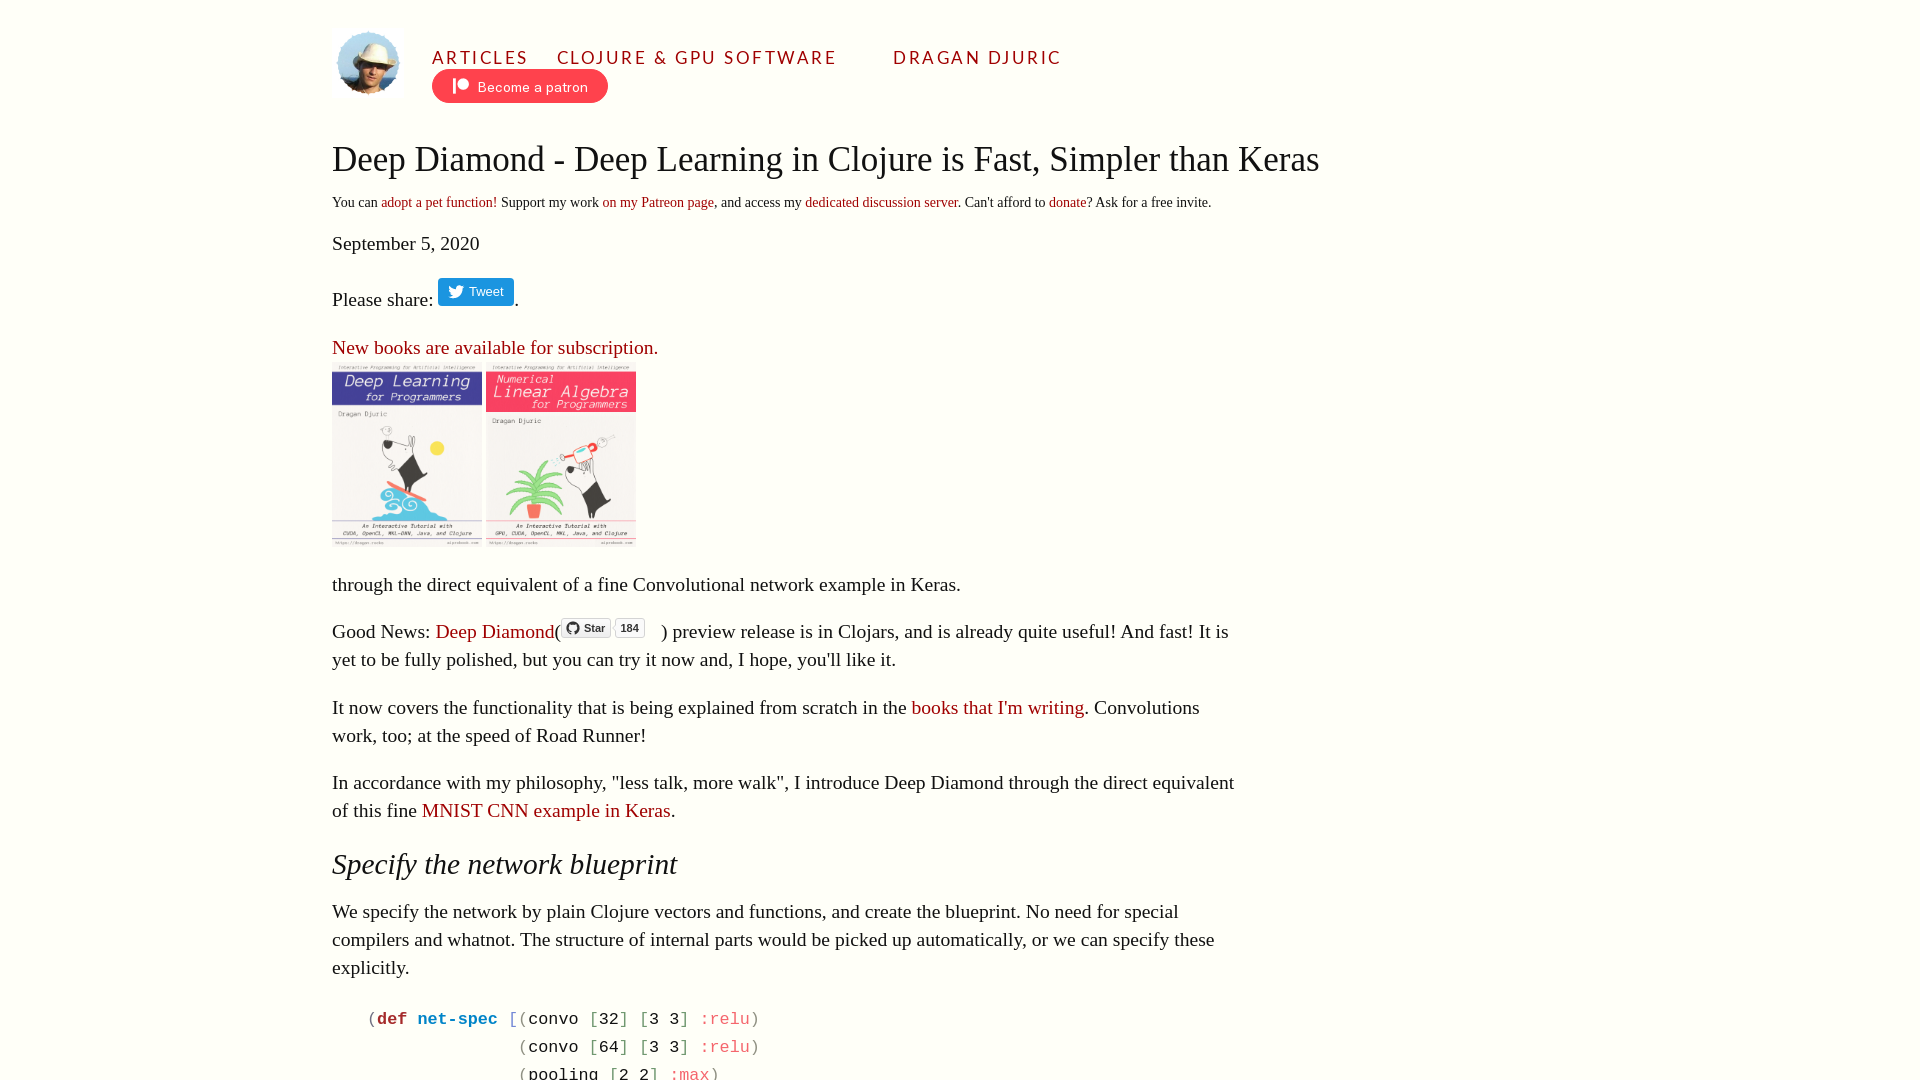 ARTICLES CLOJURE & GPU SOFTWARE DRAGAN DJURIC
Become a patron
Deep Diamond - Deep Learning in Clojure is Fast, Simpler than Keras
You can adopt a pet function! Support my work on my Patreon page, and access my dedicated discussion server. Can't afford to donate? Ask for a free invite.
September 5, 2020
Please share: Tweet.
New books are available for subscription.
Interactive Programming for Artificial Intelligence
Deep Learning
for Programmers
Dragan Djuric
An Interactive Tutorial with
CUDA, OpenCL, MKL-DNN, Java, and Clojure
https://dragan.rocks aiprobook.com
Interactive Programming for Artificial Intelligence
Numerical
Linear Algebra
for Programmers
Dragan Djuric
An Interactive Tutorial with
GPU, CUDA, OpenCL, MKL, Java, and Clojure
https://dragan.rocks aiprobook.com
through the direct equivalent of a fine Convolutional network example in Keras.
Good News: Deep Diamond( Star 184 ) preview release is in Clojars, and is already quite useful! And fast! It is
yet to be fully polished, but you can try it now and, I hope, you'll like it.
It now covers the functionality that is being explained from scratch in the books that I'm writing. Convolutions
work, too; at the speed of Road Runner!
In accordance with my philosophy, "less talk, more walk", I introduce Deep Diamond through the direct equivalent
of this fine MNIST CNN example in Keras.
Specify the network blueprint
We specify the network by plain Clojure vectors and functions, and create the blueprint. No need for special
compilers and whatnot. The structure of internal parts would be picked up automatically, or we can specify these
explicitly.
(def net-spec [(convo [32] [3 3] :relu)
(convo [64] [3 3] :relu)
(pooling [2 2] :max)